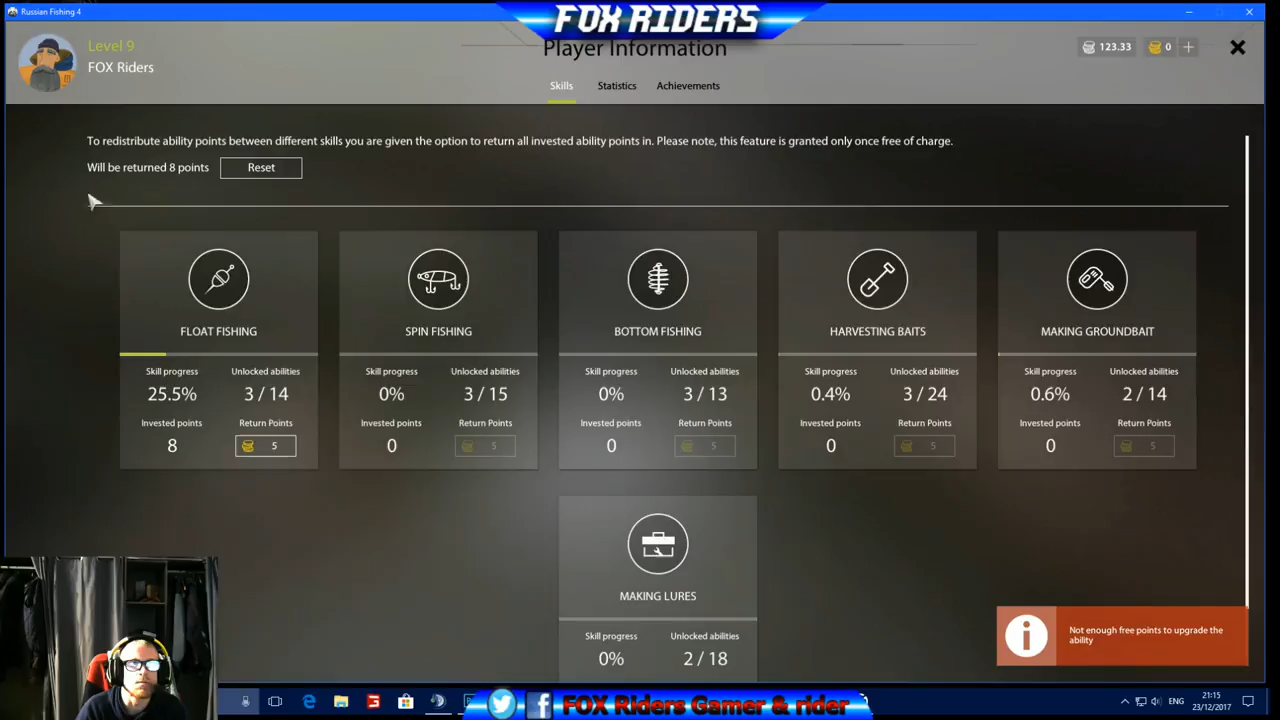 Russian Fishing 4
FOX RIDERS
Level 9
FOX Riders
Player Information
123.33
0
Skills
Statistics
Achievements
To redistribute ability points between different skills you are given the option to return all invested ability points in. Please note, this feature is granted only once free of charge.
Will be returned 8 points
Reset
FLOAT FISHING
Skill progress
Unlocked abilities
25.5%
3 / 14
Invested points
Return Points
8
5
SPIN FISHING
Skill progress
Unlocked abilities
0%
3 / 15
Invested points
Return Points
0
5
BOTTOM FISHING
Skill progress
Unlocked abilities
0%
3 / 13
Invested points
Return Points
0
5
HARVESTING BAITS
Skill progress
Unlocked abilities
0.4%
3 / 24
Invested points
Return Points
0
5
MAKING GROUNDBAIT
Skill progress
Unlocked abilities
0.6%
2 / 14
Invested points
Return Points
0
5
MAKING LURES
Skill progress
Unlocked abilities
0%
2 / 18
Not enough free points to upgrade the
ability
FOX Riders Gamer & rider
ENG
21:15
23/12/2017